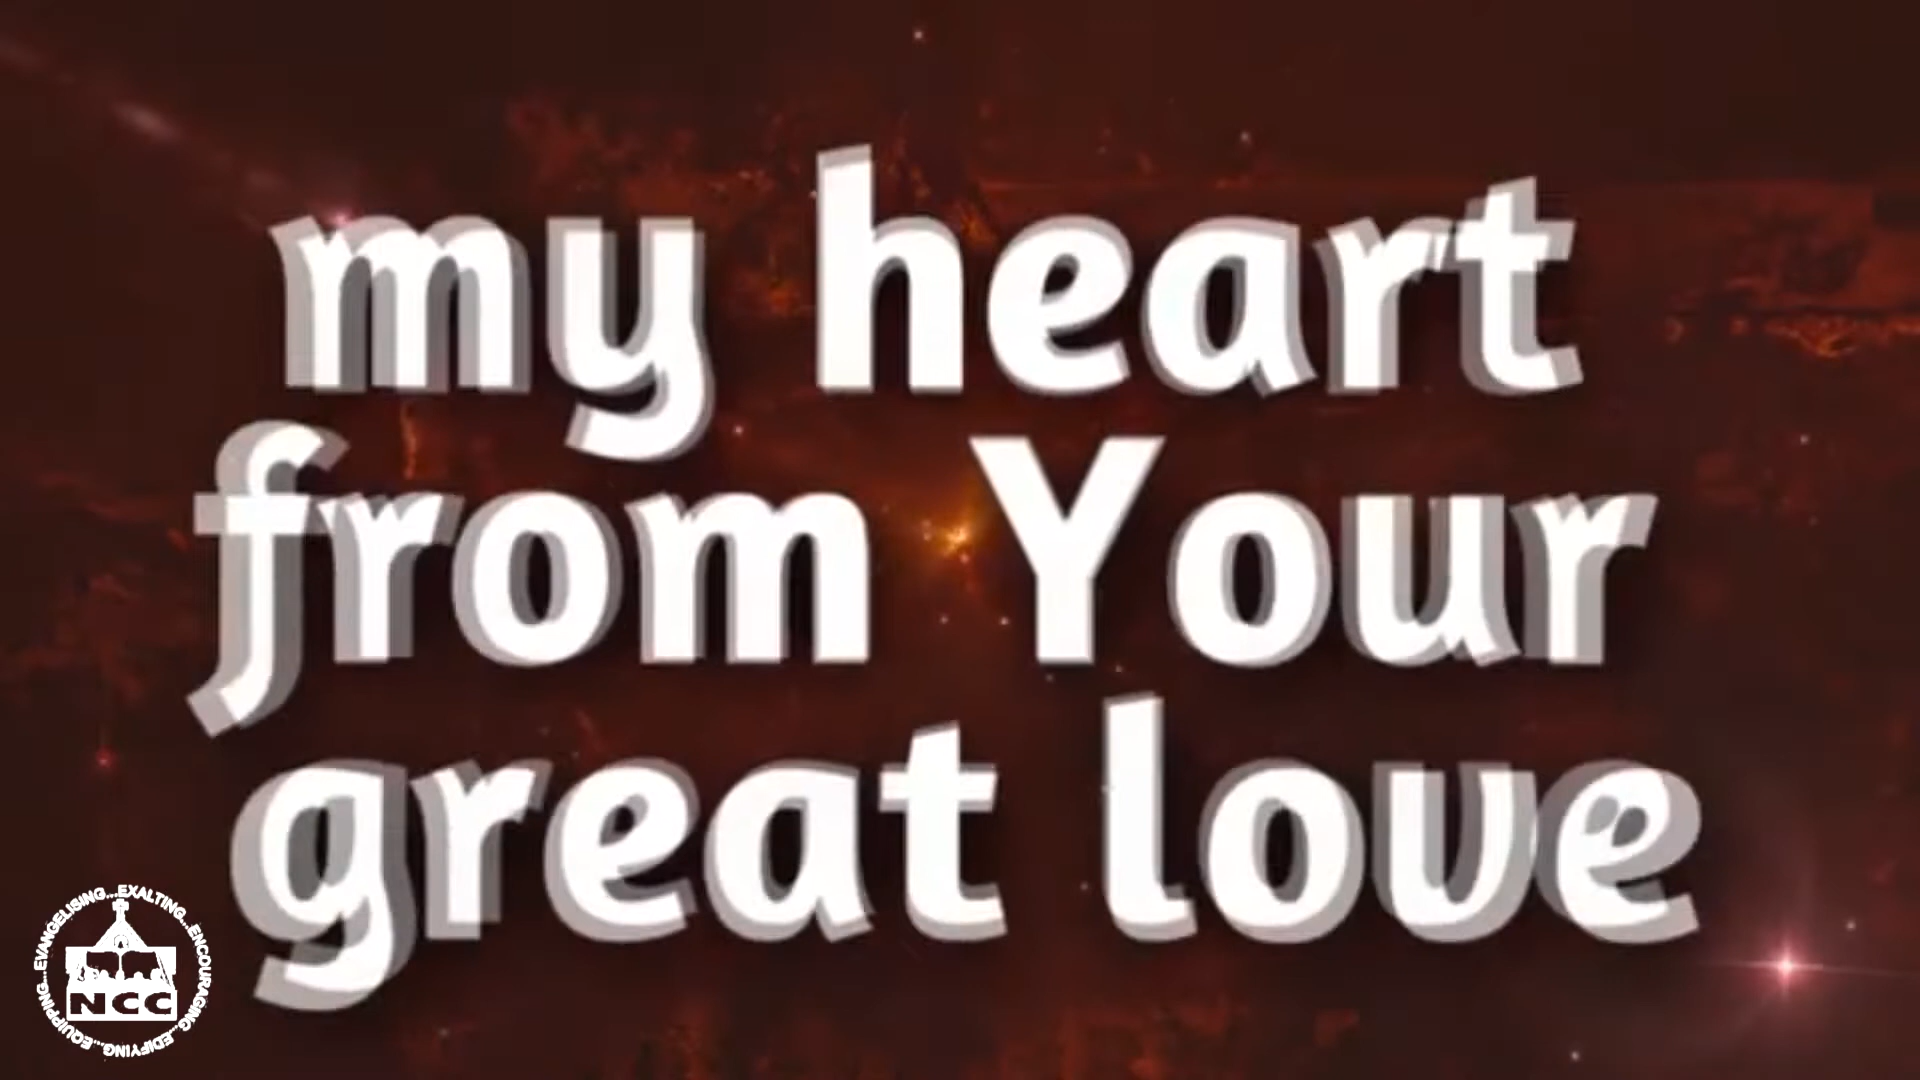 my heart
from Your
great love
EVANGELISING...EXALTING...ENCOURAGING...EDIFYING...EQUIPPING...
NCC